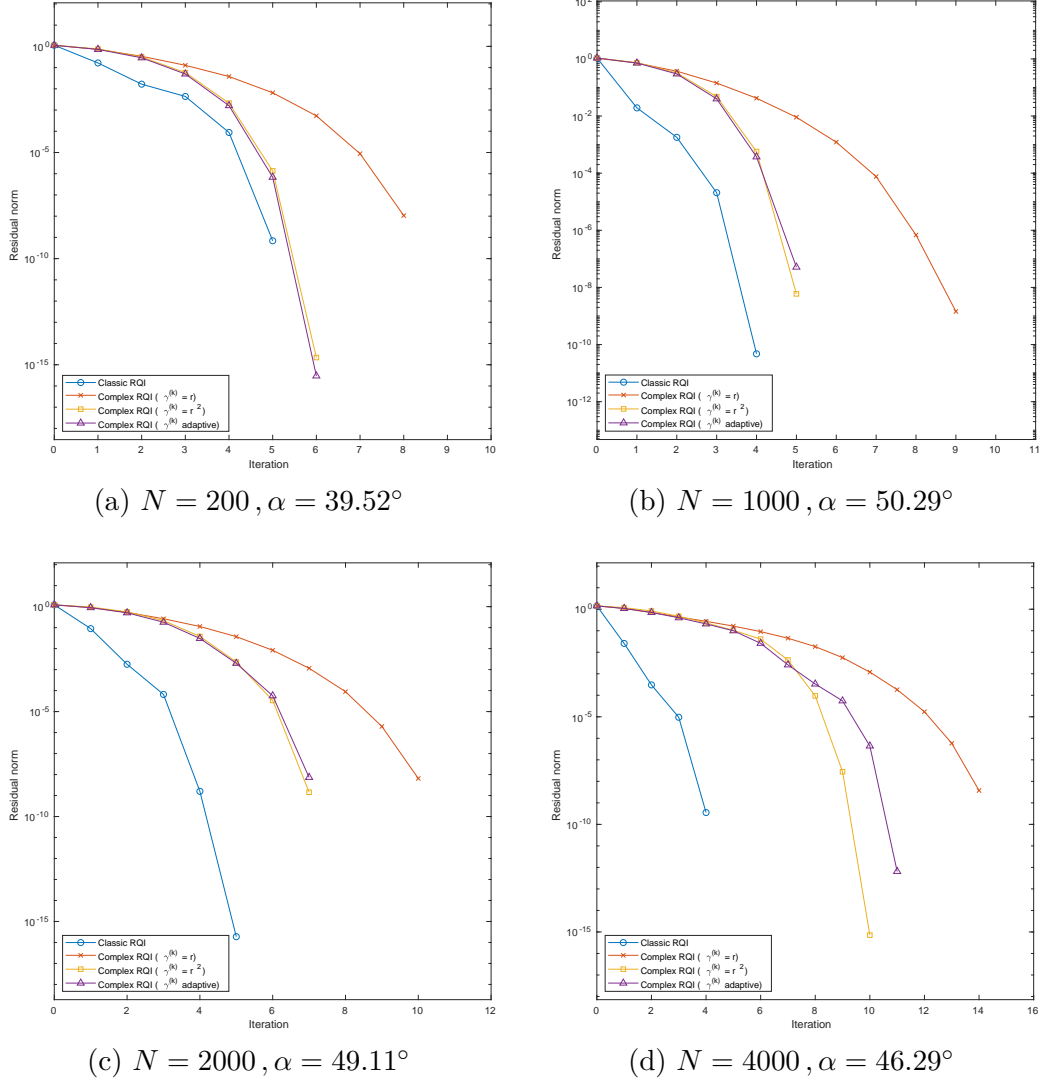 10^0
10^-5
10^-10
10^-15
Residual norm
0 1 2 3 4 5 6 7 8 9 10
Iteration
Classic RQI
Complex RQI ( γ^(k) = r)
Complex RQI ( γ^(k) = r^2)
Complex RQI ( γ^(k) adaptive)
(a) N = 200 , α = 39.52°
10^2
10^0
10^-2
10^-4
10^-6
10^-8
10^-10
10^-12
Residual norm
0 1 2 3 4 5 6 7 8 9 10 11
Iteration
Classic RQI
Complex RQI ( γ^(k) = r)
Complex RQI ( γ^(k) = r^2)
Complex RQI ( γ^(k) adaptive)
(b) N = 1000 , α = 50.29°
10^0
10^-5
10^-10
10^-15
Residual norm
0 2 4 6 8 10 12
Iteration
Classic RQI
Complex RQI ( γ^(k) = r)
Complex RQI ( γ^(k) = r^2)
Complex RQI ( γ^(k) adaptive)
(c) N = 2000 , α = 49.11°
10^0
10^-5
10^-10
10^-15
Residual norm
0 2 4 6 8 10 12 14 16
Iteration
Classic RQI
Complex RQI ( γ^(k) = r)
Complex RQI ( γ^(k) = r^2)
Complex RQI ( γ^(k) adaptive)
(d) N = 4000 , α = 46.29°